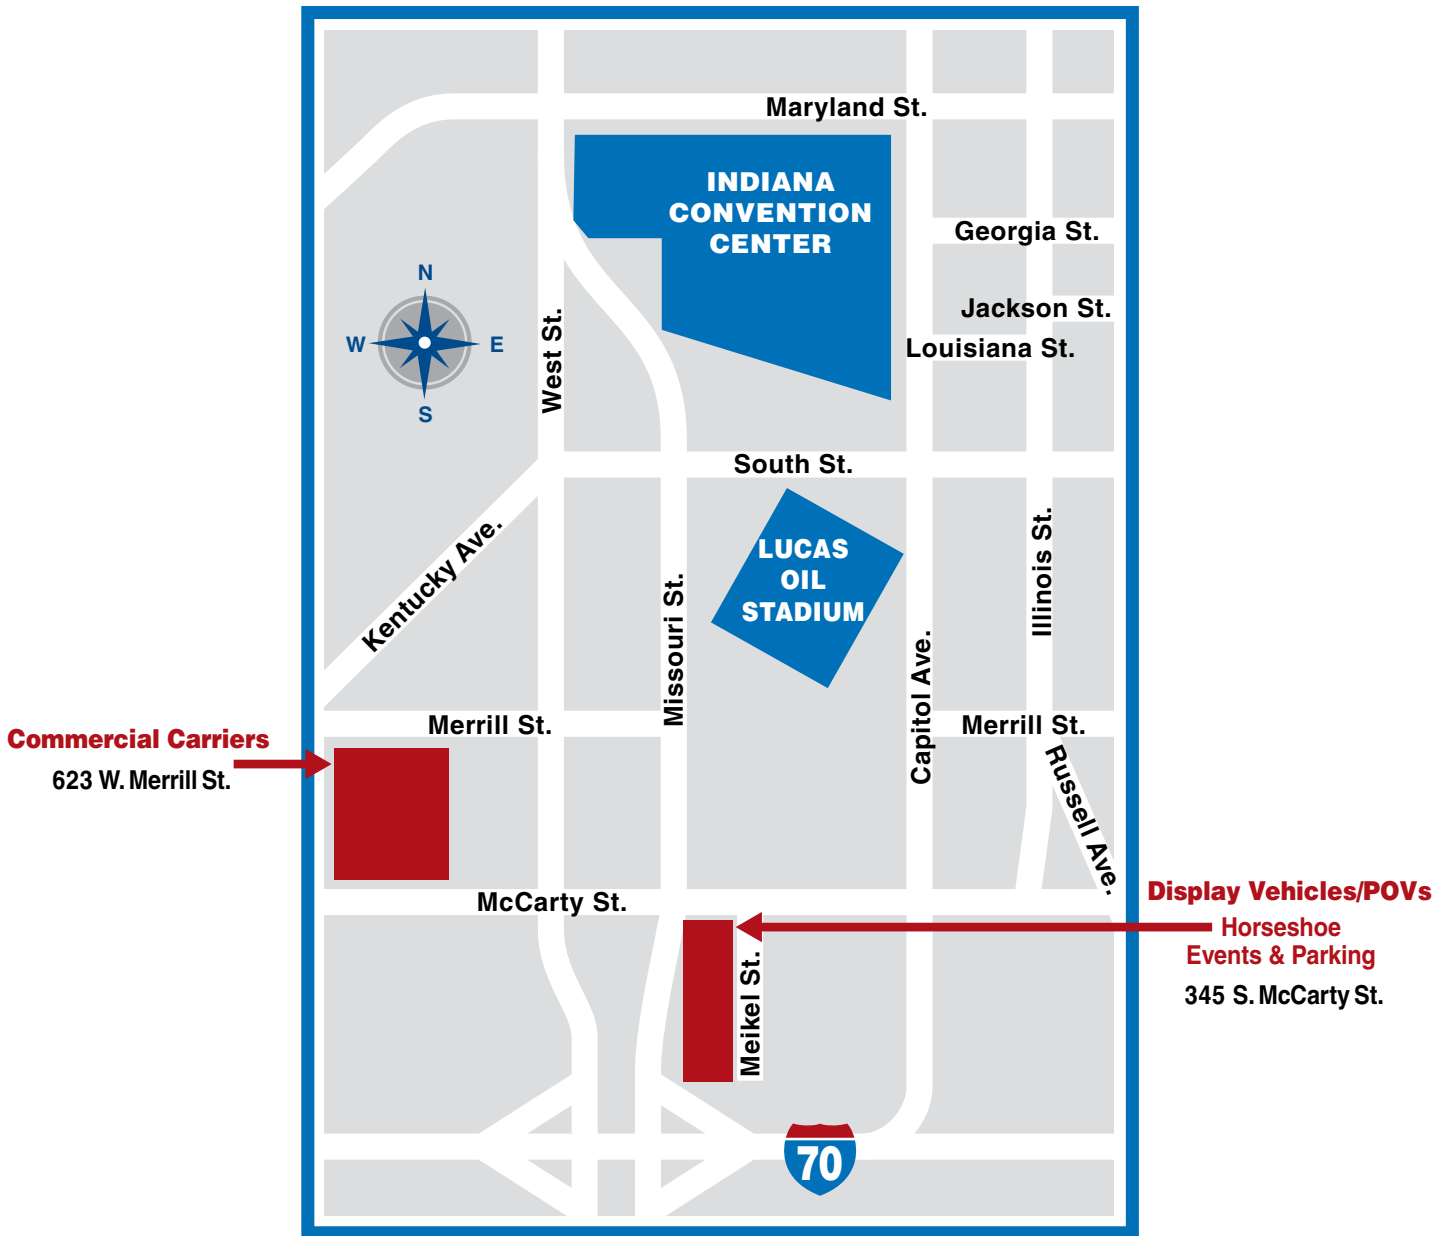 Maryland St.
INDIANA
CONVENTION
CENTER
Georgia St.
N
W
E
S
Jackson St.
Louisiana St.
West St.
South St.
Kentucky Ave.
LUCAS
OIL
STADIUM
Illinois St.
Missouri St.
Capitol Ave.
Merrill St.
Merrill St.
Commercial Carriers
623 W. Merrill St.
Russell Ave.
McCarty St.
Display Vehicles/POVs
Horseshoe
Events & Parking
345 S. McCarty St.
Meikel St.
70